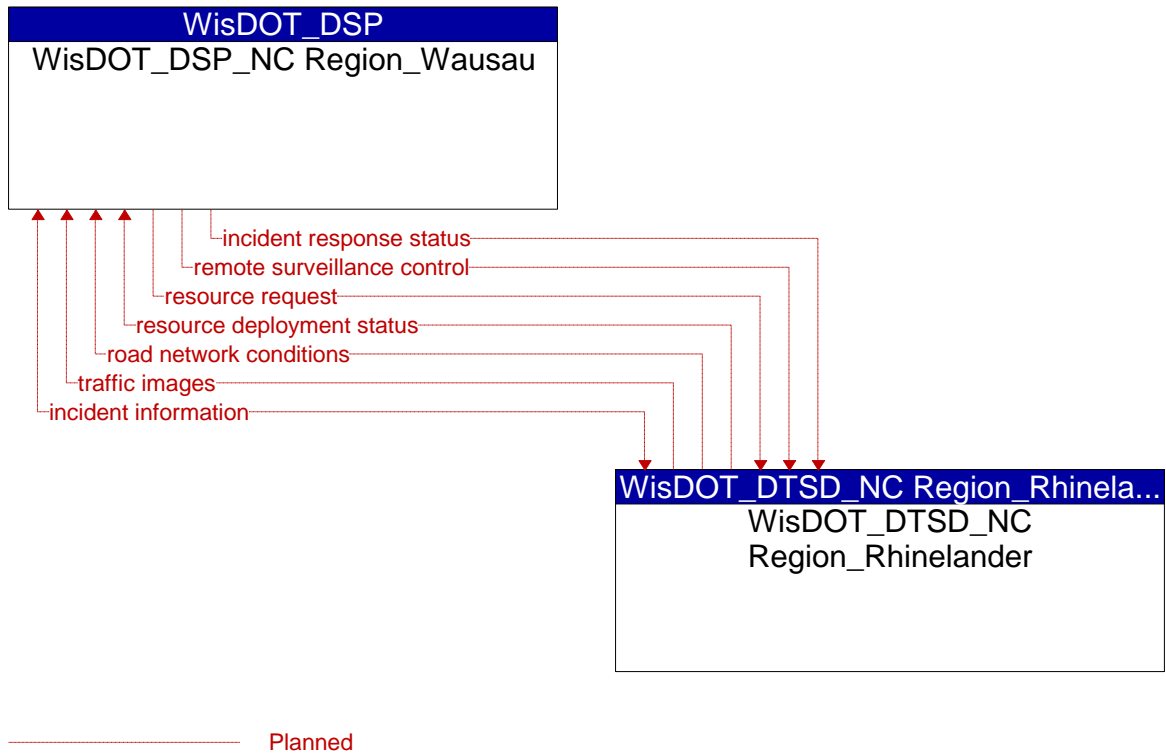 WisDOT_DSP
WisDOT_DSP_NC Region_Wausau
incident response status
remote surveillance control
resource request
resource deployment status
road network conditions
traffic images
incident information
WisDOT_DTSD_NC Region_Rhinela...
WisDOT_DTSD_NC
Region_Rhinelander
Planned